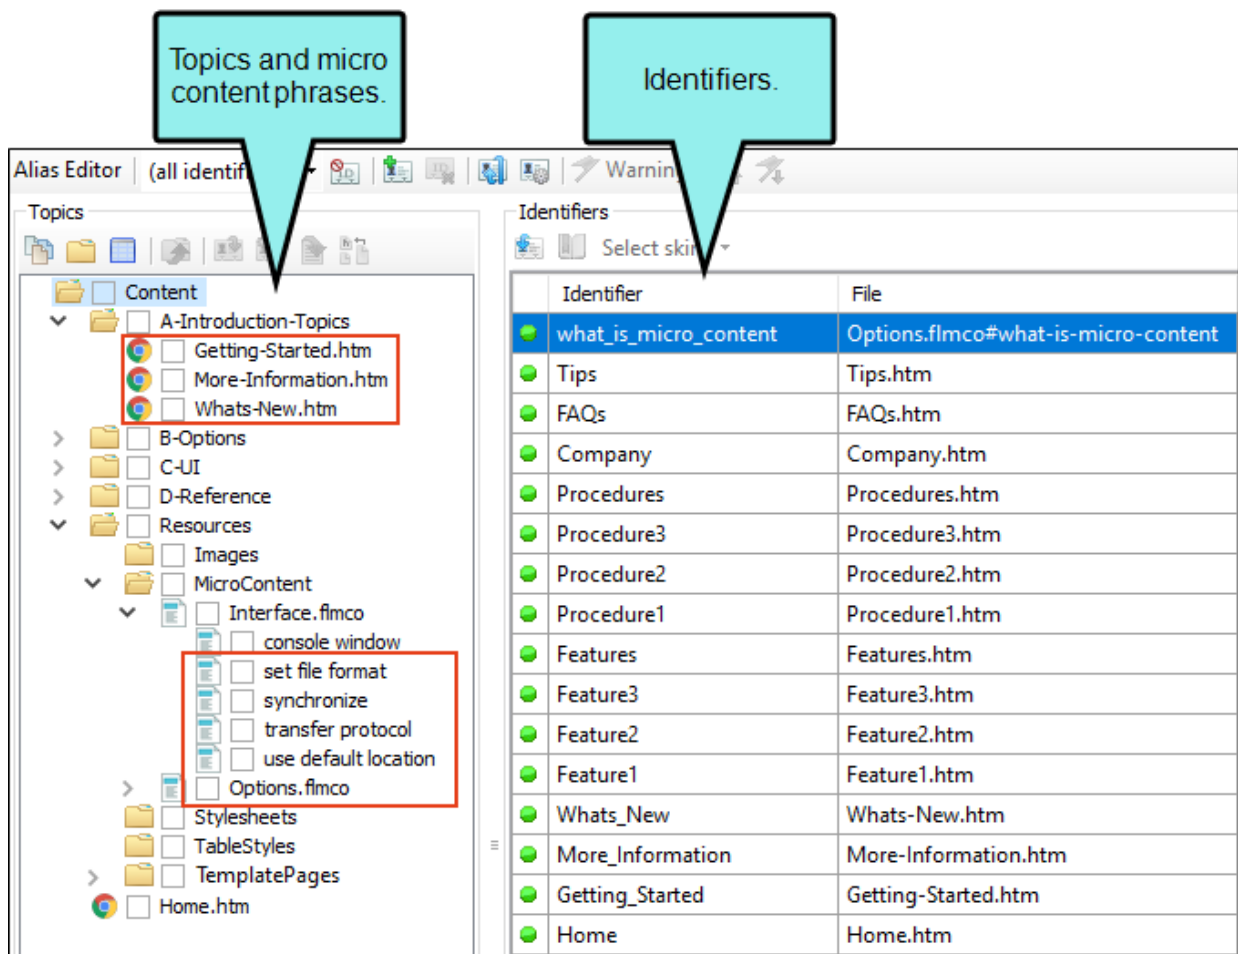 Topics and micro
content phrases.
Identifiers.
Alias Editor
(all identif
Warnin
Topics
Identifiers
Select ski
Content
A-Introduction-Topics
Getting-Started.htm
More-Information.htm
Whats-New.htm
B-Options
C-UI
D-Reference
Resources
Images
MicroContent
Interface.flmco
console window
set file format
synchronize
transfer protocol
use default location
Options.flmco
Stylesheets
TableStyles
TemplatePages
Home.htm
Identifier File
what_is_micro_content Options.flmco#what-is-micro-content
Tips Tips.htm
FAQs FAQs.htm
Company Company.htm
Procedures Procedures.htm
Procedure3 Procedure3.htm
Procedure2 Procedure2.htm
Procedure1 Procedure1.htm
Features Features.htm
Feature3 Feature3.htm
Feature2 Feature2.htm
Feature1 Feature1.htm
Whats_New Whats-New.htm
More_Information More-Information.htm
Getting_Started Getting-Started.htm
Home Home.htm